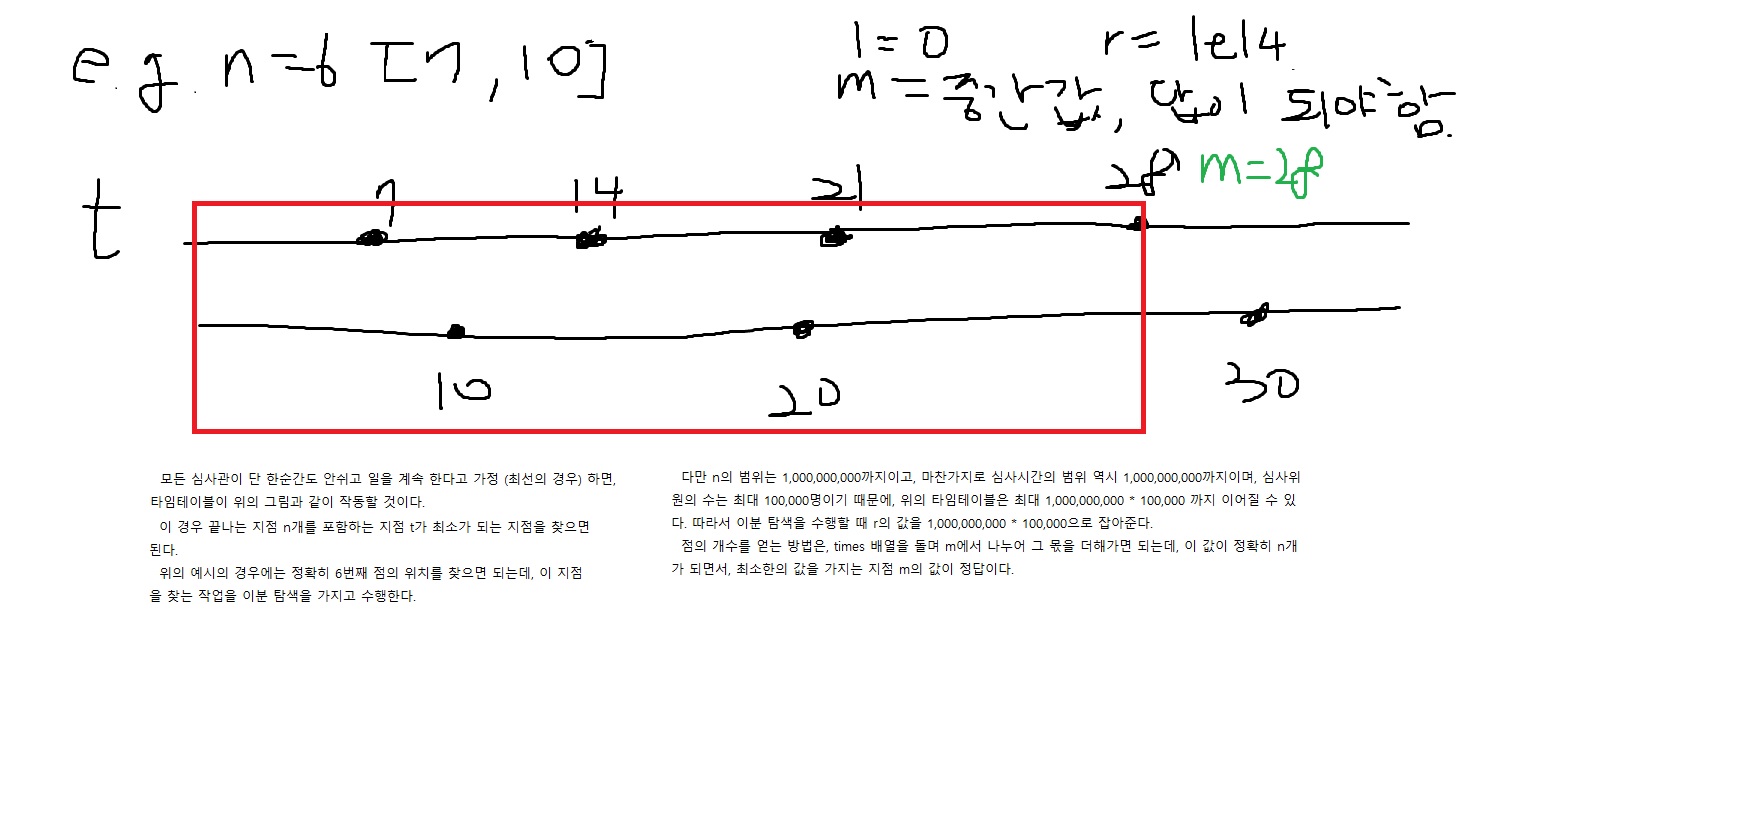 e.g. n=6 [7, 10]
l=0 r=1e14
m=중간값, 답이 되야함.
m=28
t
7 14 21 28
10 20 30
모든 심사관이 단 한순간도 안쉬고 일을 계속 한다고 가정 (최선의 경우) 하면,
타임테이블이 위의 그림과 같이 작동할 것이다.
이 경우 끝나는 지점 n개를 포함하는 지점 t가 최소가 되는 지점을 찾으면
된다.
위의 예시의 경우에는 정확히 6번째 점의 위치를 찾으면 되는데, 이 지점
을 찾는 작업을 이분 탐색을 가지고 수행한다.
다만 n의 범위는 1,000,000,000까지이고, 마찬가지로 심사시간의 범위 역시 1,000,000,000까지이며, 심사위
원의 수는 최대 100,000명이기 때문에, 위의 타임테이블은 최대 1,000,000,000 * 100,000 까지 이어질 수 있
다. 따라서 이분 탐색을 수행할 때 r의 값을 1,000,000,000 * 100,000으로 잡아준다.
점의 개수를 얻는 방법은, times 배열을 돌며 m에서 나누어 그 몫을 더해가면 되는데, 이 값이 정확히 n개
가 되면서, 최소한의 값을 가지는 지점 m의 값이 정답이다.